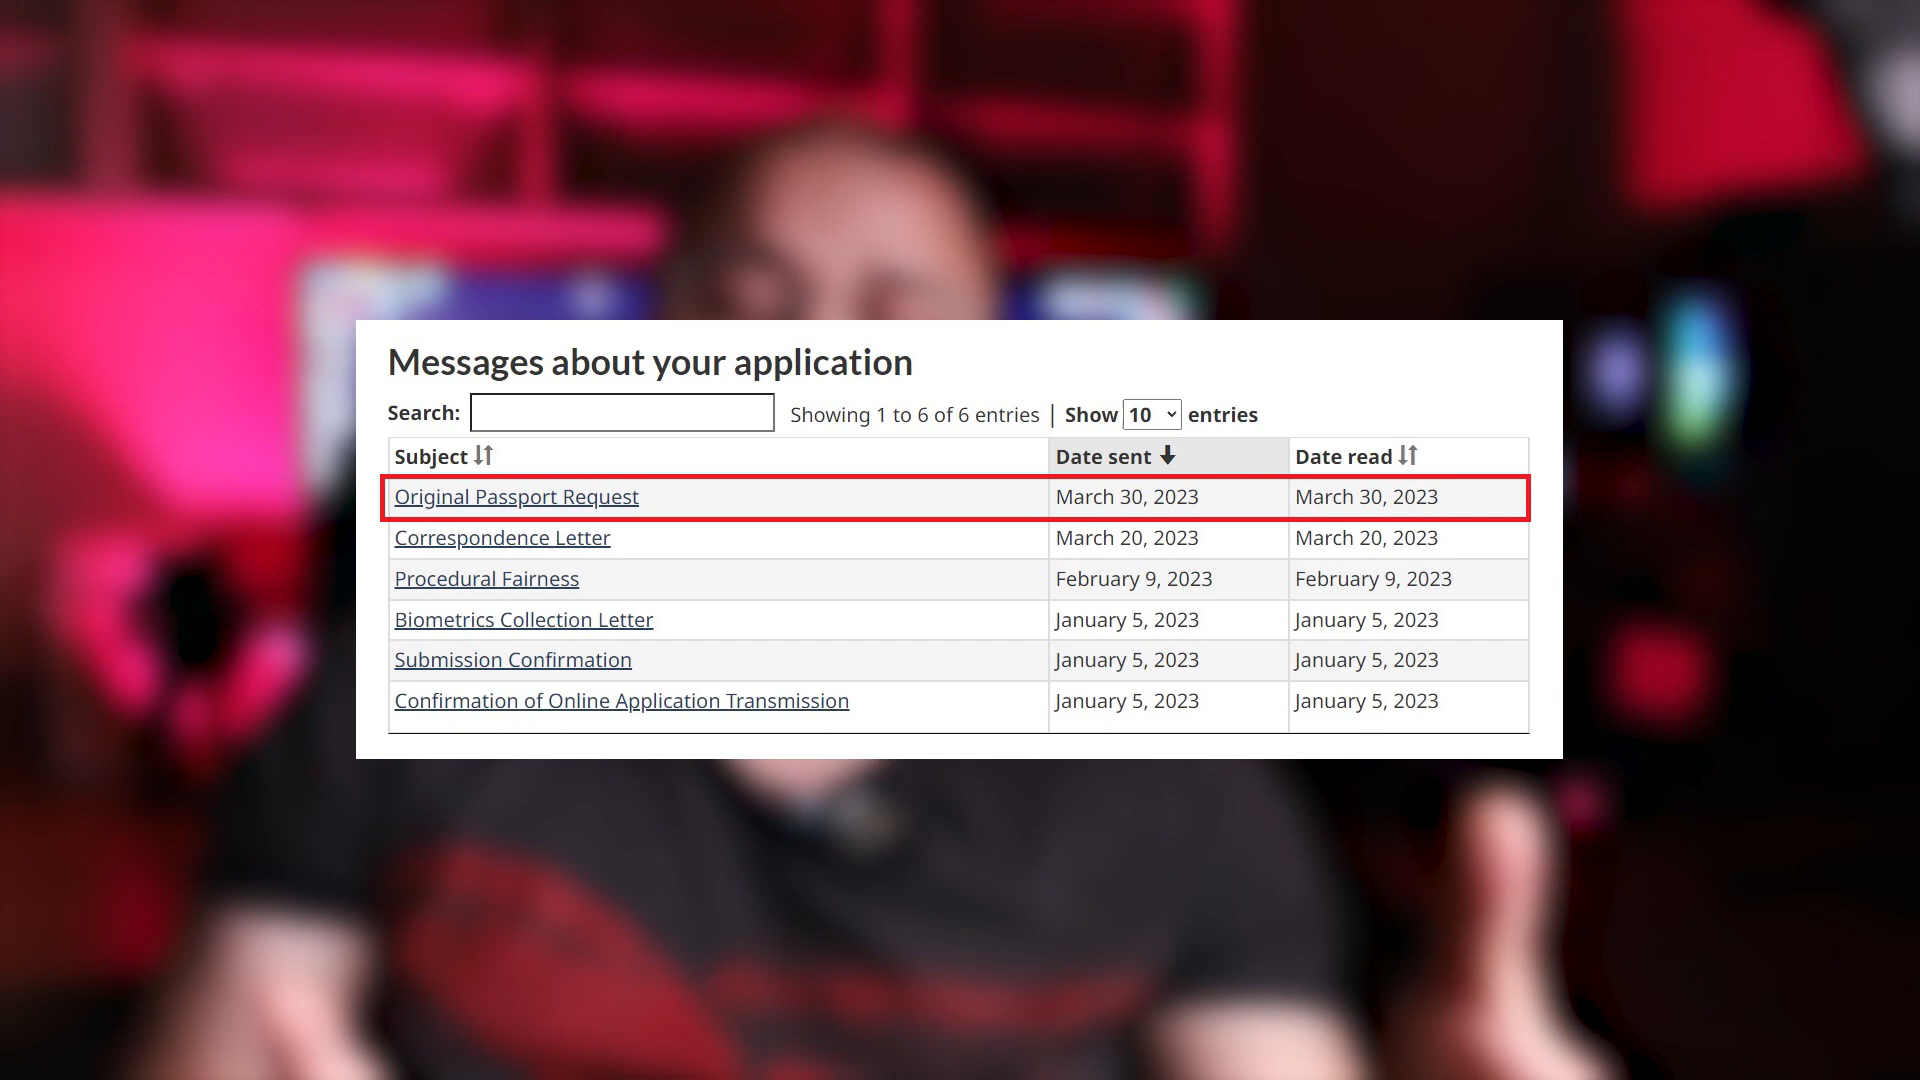 Messages about your application
Search: Showing 1 to 6 of 6 entries | Show 10 entries
Subject Date sent Date read
Original Passport Request March 30, 2023 March 30, 2023
Correspondence Letter March 20, 2023 March 20, 2023
Procedural Fairness February 9, 2023 February 9, 2023
Biometrics Collection Letter January 5, 2023 January 5, 2023
Submission Confirmation January 5, 2023 January 5, 2023
Confirmation of Online Application Transmission January 5, 2023 January 5, 2023